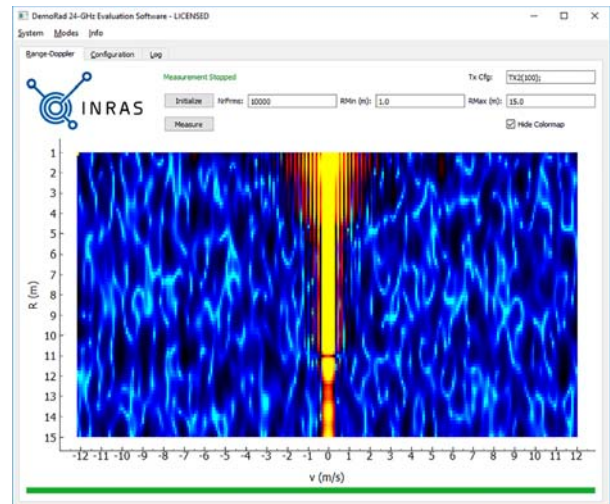 DemoRad 24-GHz Evaluation Software - LICENSED
System Modes Info
Range-Doppler Configuration Log
INRAS
Measurement Stopped Tx Cfg: TX2(100);
Initialize NrFrms: 10000 RMin (m): 1.0 RMax (m): 15.0
Measure Hide Colormap
1
2
3
4
5
6
7
8
9
10
11
12
13
14
15
R (m)
-12 -11 -10 -9 -8 -7 -6 -5 -4 -3 -2 -1 0 1 2 3 4 5 6 7 8 9 10 11 12
v (m/s)